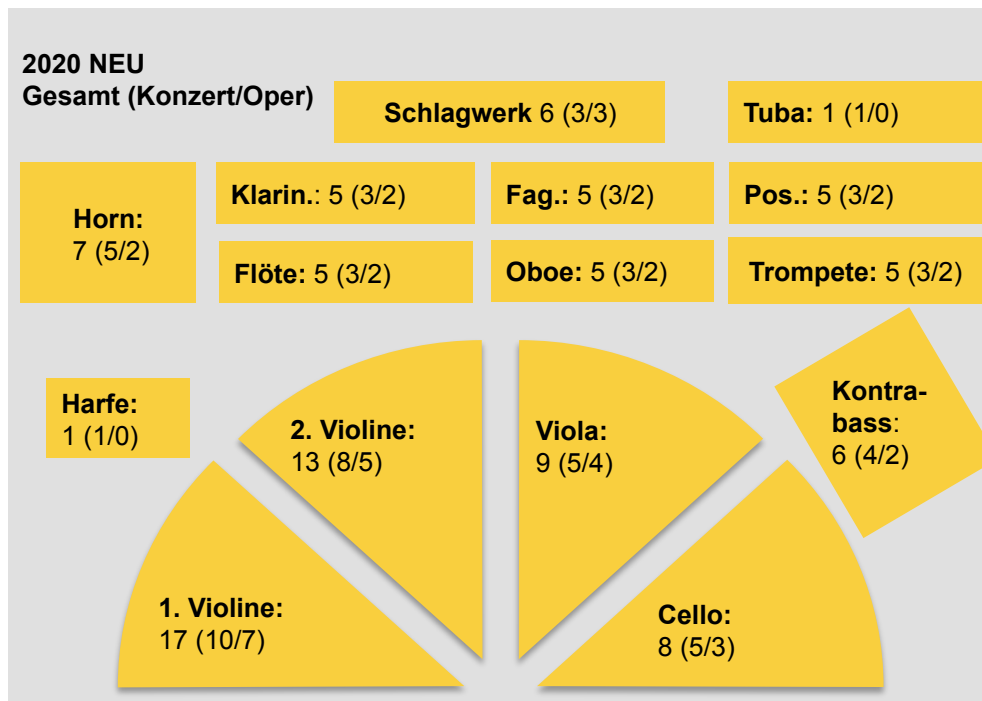 2020 NEU
Gesamt (Konzert/Oper)
Schlagwerk 6 (3/3)
Tuba: 1 (1/0)
Horn:
7 (5/2)
Klarin.: 5 (3/2)
Fag.: 5 (3/2)
Pos.: 5 (3/2)
Flöte: 5 (3/2)
Oboe: 5 (3/2)
Trompete: 5 (3/2)
Harfe:
1 (1/0)
2. Violine:
13 (8/5)
Viola:
9 (5/4)
Kontra-
bass:
6 (4/2)
1. Violine:
17 (10/7)
Cello:
8 (5/3)